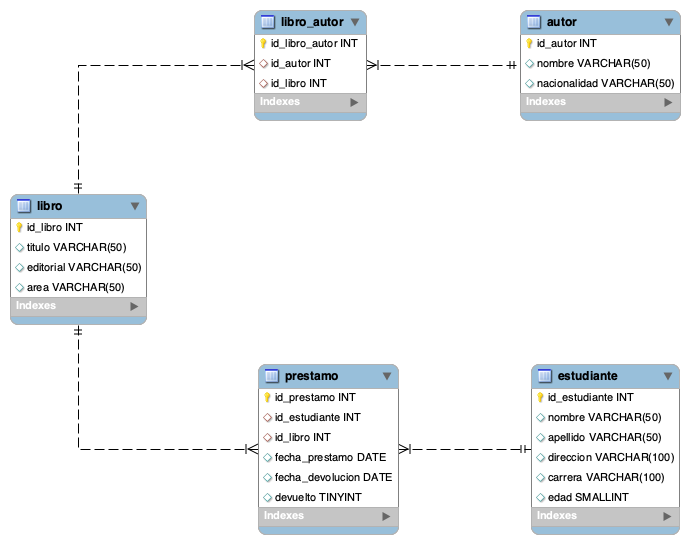 libro_autor
id_libro_autor INT
id_autor INT
id_libro INT
Indexes
autor
id_autor INT
nombre VARCHAR(50)
nacionalidad VARCHAR(50)
Indexes
libro
id_libro INT
titulo VARCHAR(50)
editorial VARCHAR(50)
area VARCHAR(50)
Indexes
prestamo
id_prestamo INT
id_estudiante INT
id_libro INT
fecha_prestamo DATE
fecha_devolucion DATE
devuelto TINYINT
Indexes
estudiante
id_estudiante INT
nombre VARCHAR(50)
apellido VARCHAR(50)
direccion VARCHAR(100)
carrera VARCHAR(100)
edad SMALLINT
Indexes